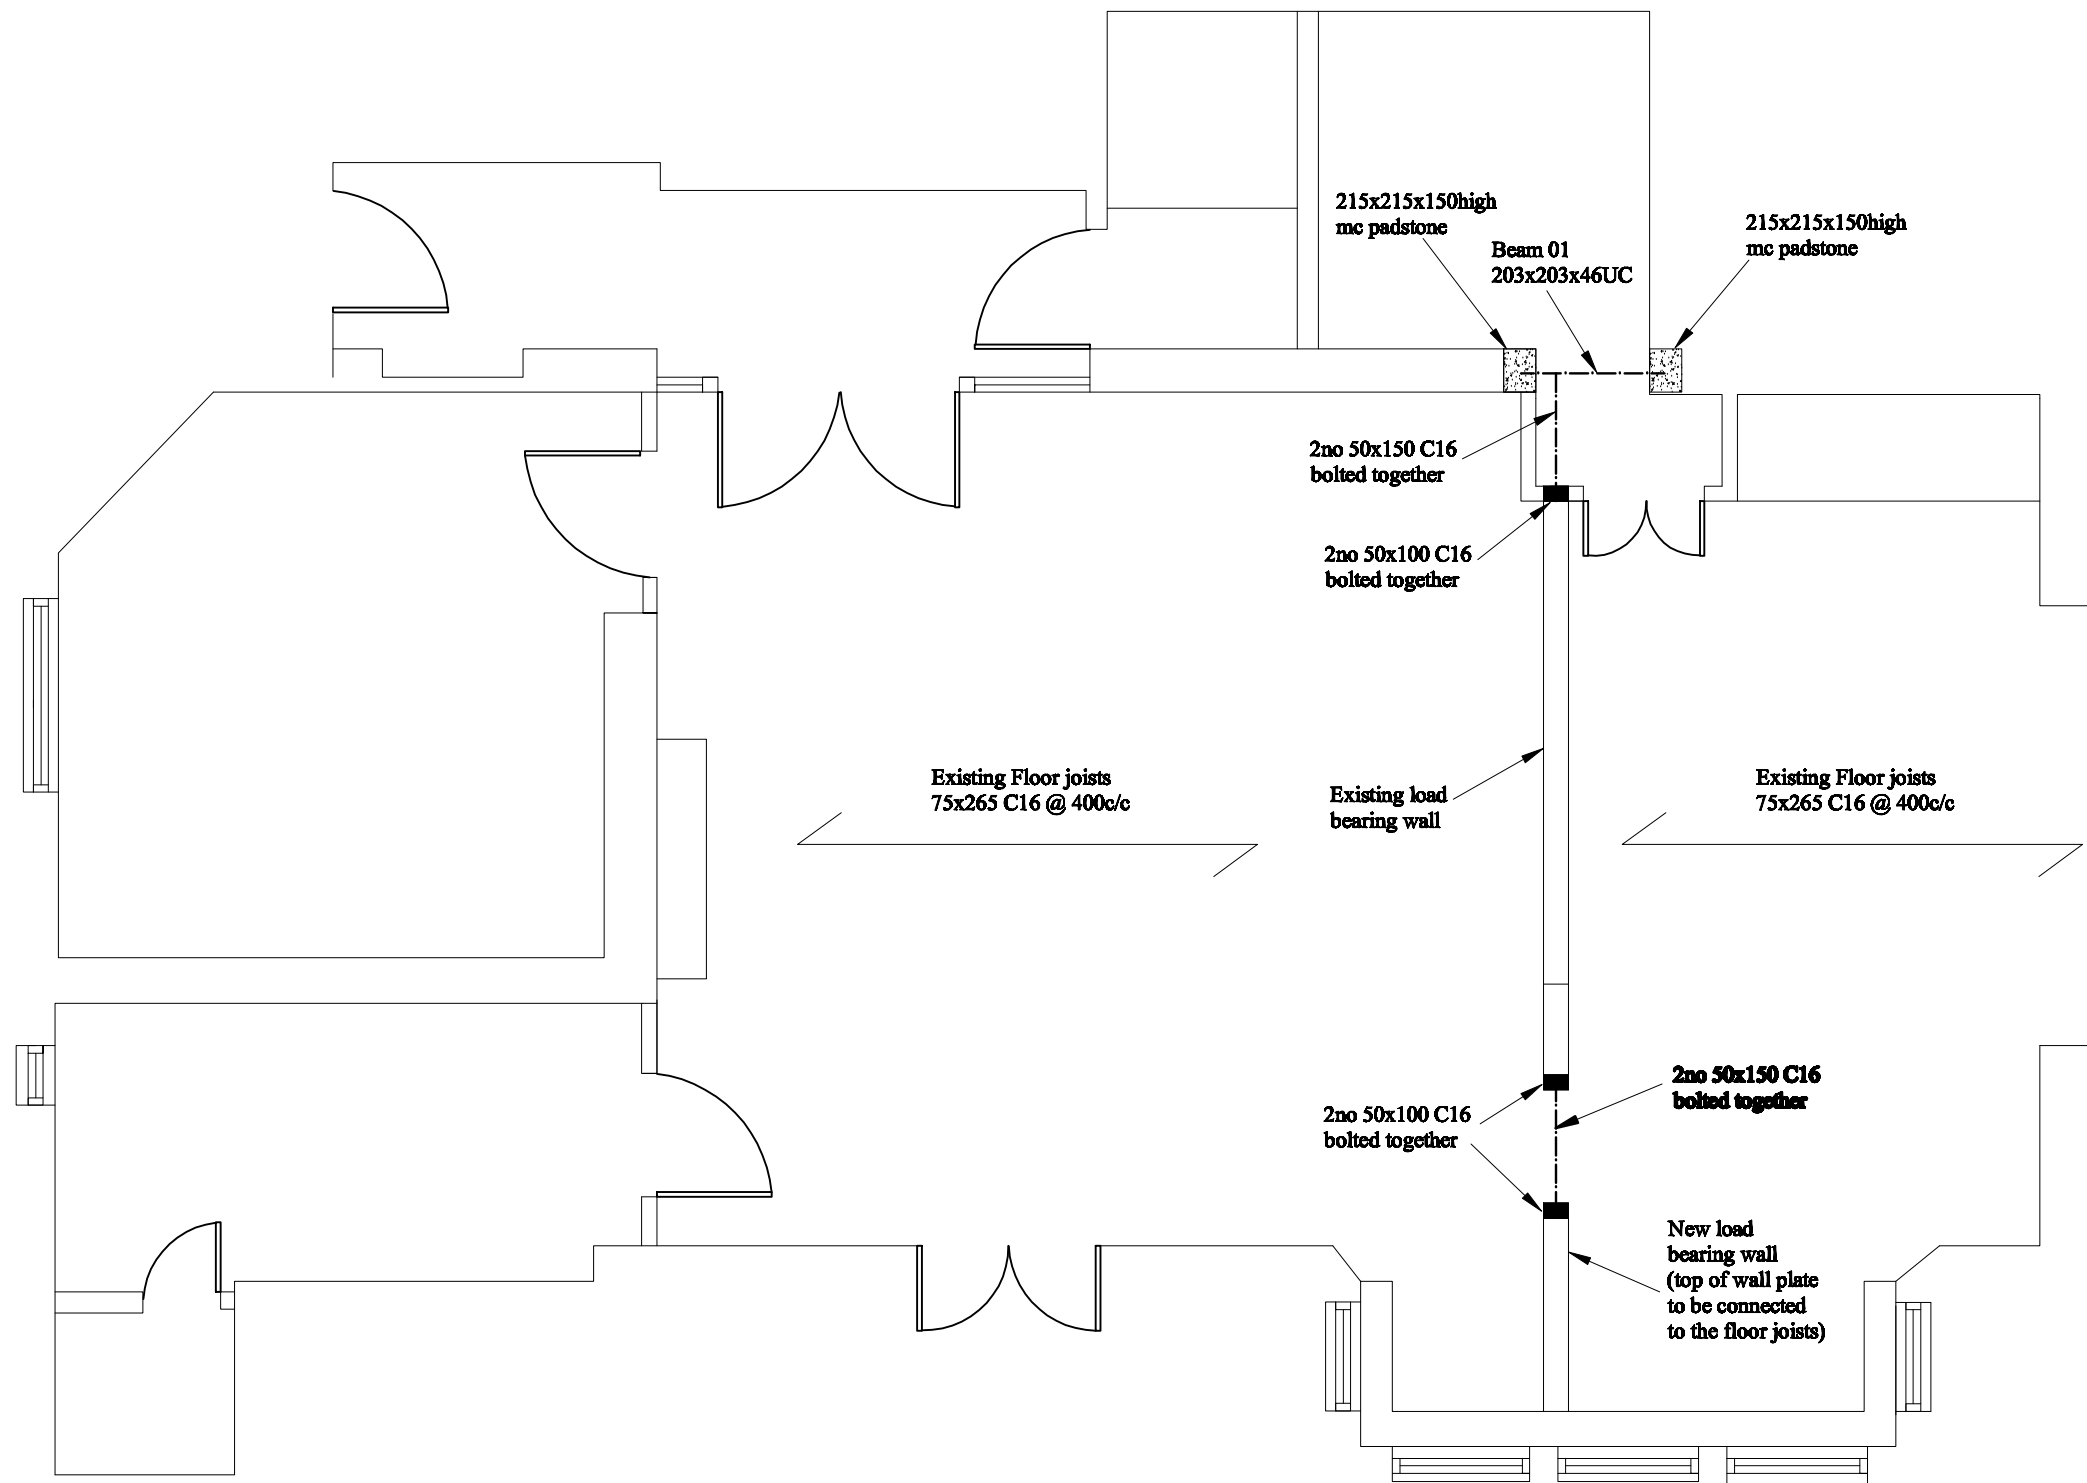 215x215x150high
mc padstone
Beam 01
203x203x46UC
215x215x150high
mc padstone
2no 50x150 C16
bolted together
2no 50x100 C16
bolted together
Existing Floor joists
75x265 C16 @ 400c/c
Existing load
bearing wall
Existing Floor joists
75x265 C16 @ 400c/c
2no 50x150 C16
bolted together
2no 50x100 C16
bolted together
New load
bearing wall
(top of wall plate
to be connected
to the floor joists)